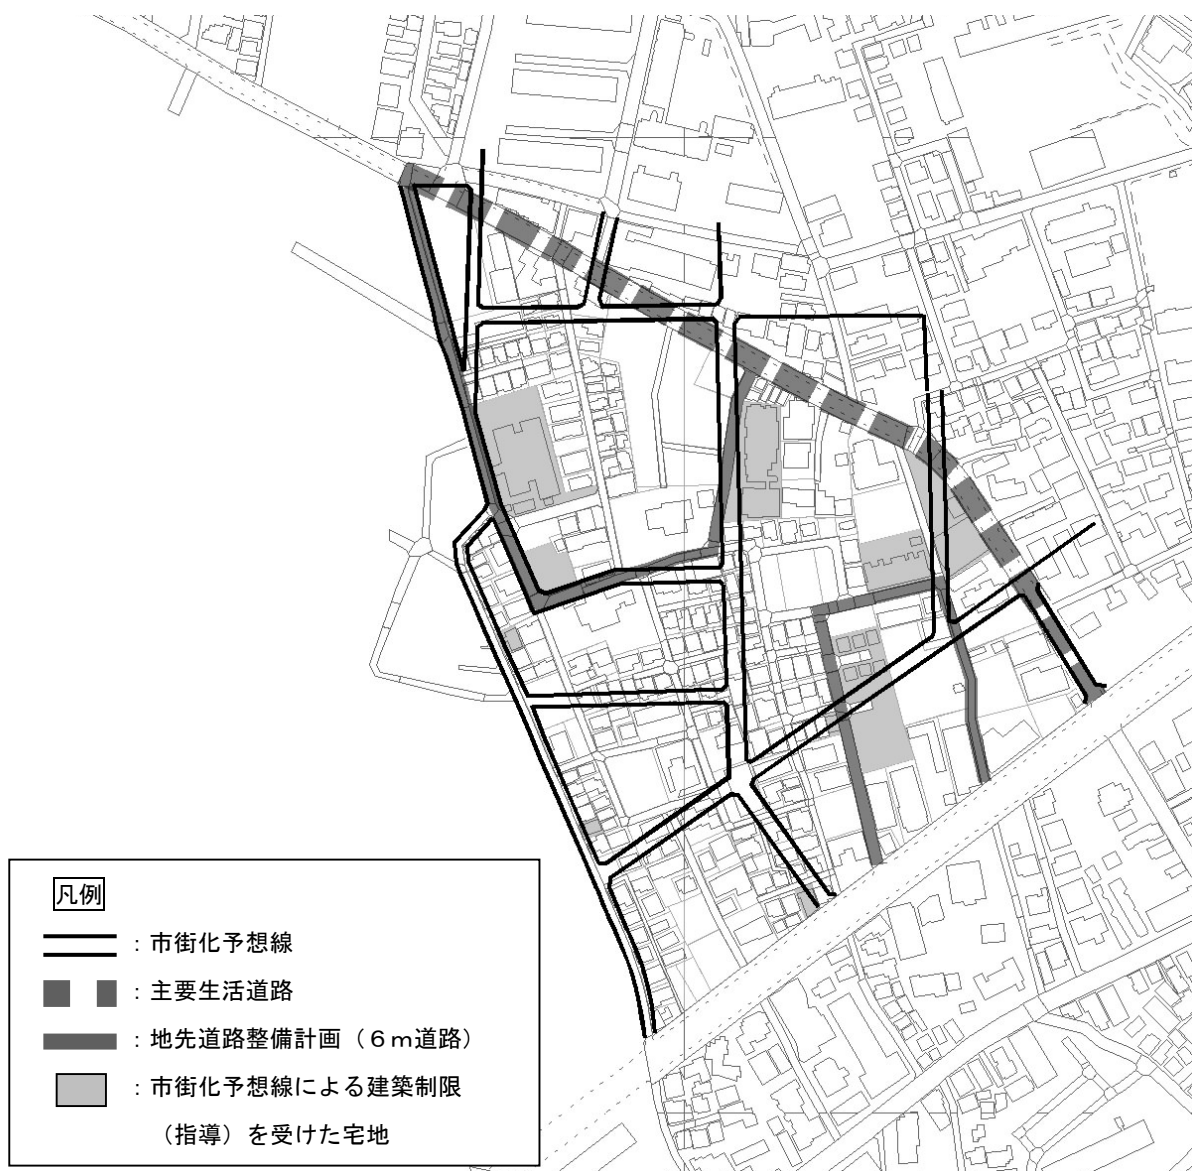 凡例
：市街化予想線
：主要生活道路
：地先道路整備計画（６ｍ道路）
：市街化予想線による建築制限
（指導）を受けた宅地